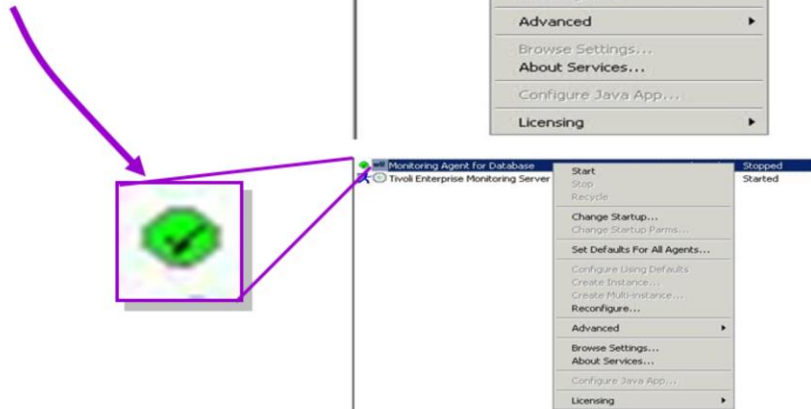 Advanced
Browse Settings...
About Services...
Configure Java App...
Licensing
Monitoring Agent for Database Stopped
Tivoli Enterprise Monitoring Server Started
Start
Stop
Recycle
Change Startup...
Change Startup Parms...
Set Defaults For All Agents...
Configure Using Defaults
Create Instance...
Create Multi-instance...
Reconfigure...
Advanced
Browse Settings...
About Services...
Configure Java App...
Licensing